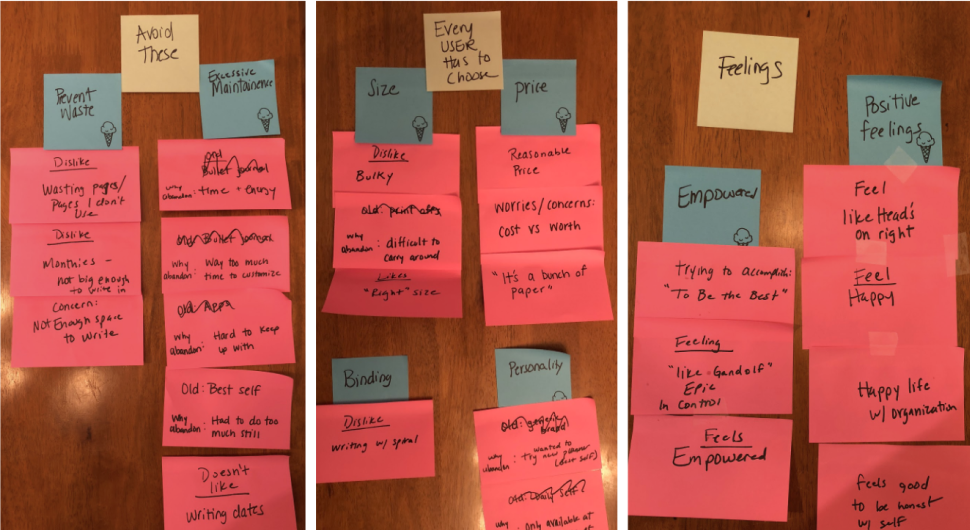 Avoid
These
Prevent
Waste
Dislike
Wasting pages/
Pages I don't
use
Dislike
Monthies –
not big enough
to write in
Concern:
Not Enough space
to write
Excessive
Maintainence
Old
Bullet Journal
why
abandon: time + energy
Old Bullet Journal
why
abandon: Way too much
time to customize
Old App
why
abandon: Hard to keep
up with
Old: Best self
why
abandon: Had to do too
much still
Doesn't
like
writing dates
Every
USER
Has to
Choose
Size
Dislike
Bulky
why
abandon: difficult to
carry around
Likes
"Right" size
price
Reasonable
Price
Worries/concerns:
Cost vs Worth
"It's a bunch of
paper"
Binding
Dislike
writing w/ spiral
Personality
Old: generic
brand
why
abandon: wanted to
try new planner
(Best self)
Old: Daily Self?
why: only available at
Feelings
Empowered
Trying to accomplish:
"To Be the Best"
Feeling
"like Gandolf"
Epic
In Control
Feels
Empowered
Positive
feelings
Feel
like Head's
on right
Feel
Happy
Happy life
w/ organization
feels good
to be honest
w/ self